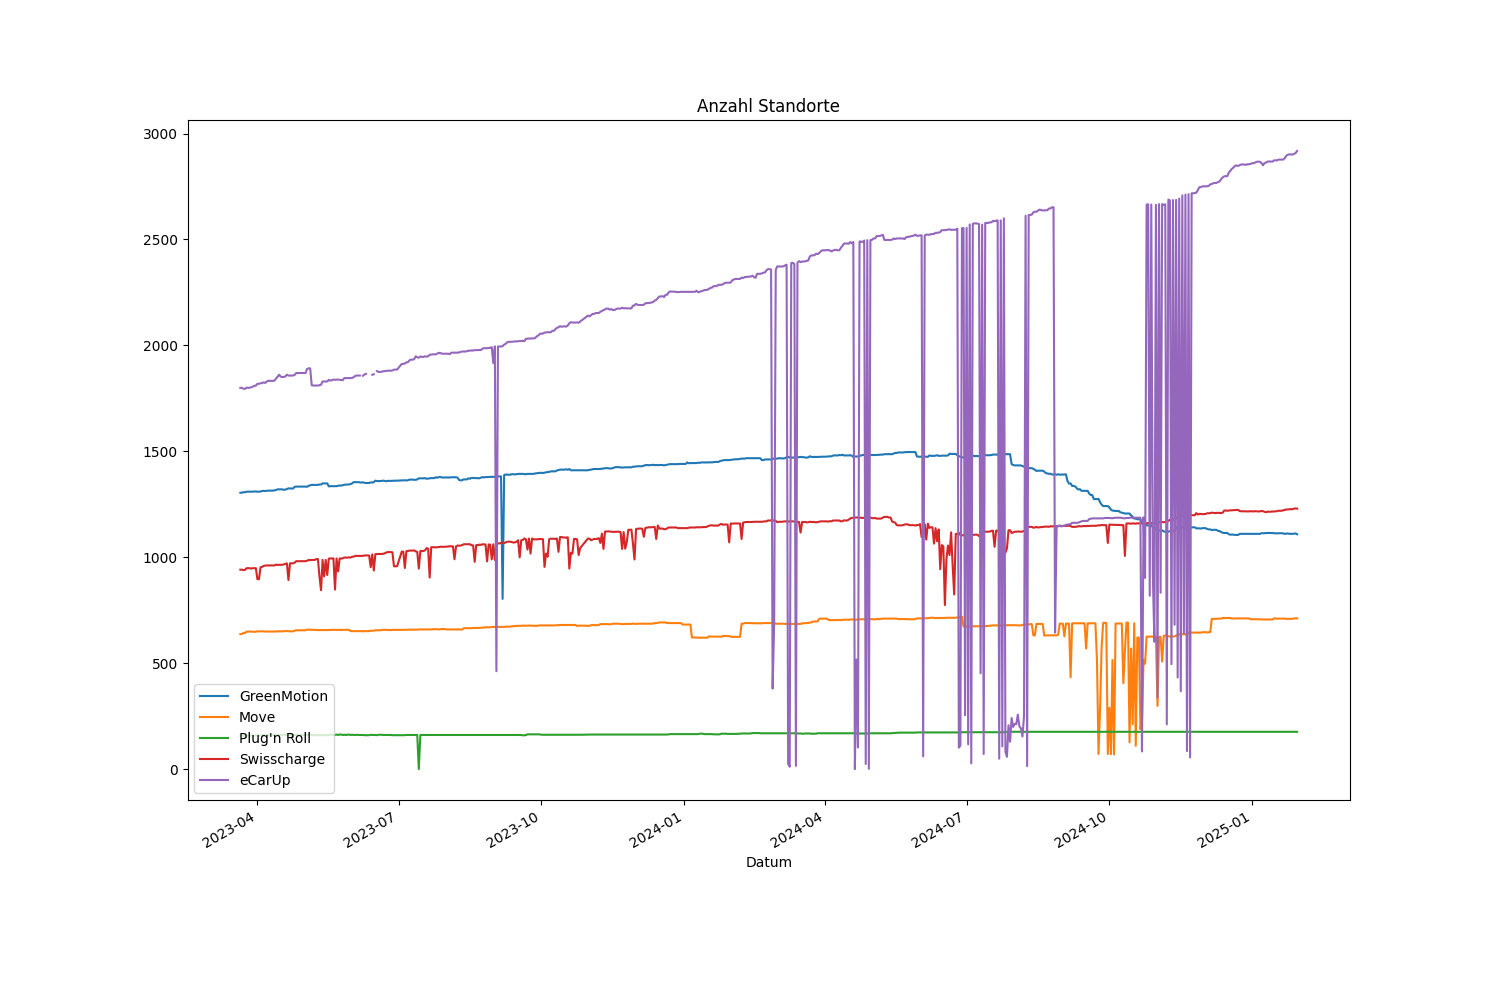 Anzahl Standorte
3000
2500
2000
1500
1000
500
0
GreenMotion
Move
Plug'n Roll
Swisscharge
eCarUp
2023-04
2023-07
2023-10
2024-01
2024-04
2024-07
2024-10
2025-01
Datum